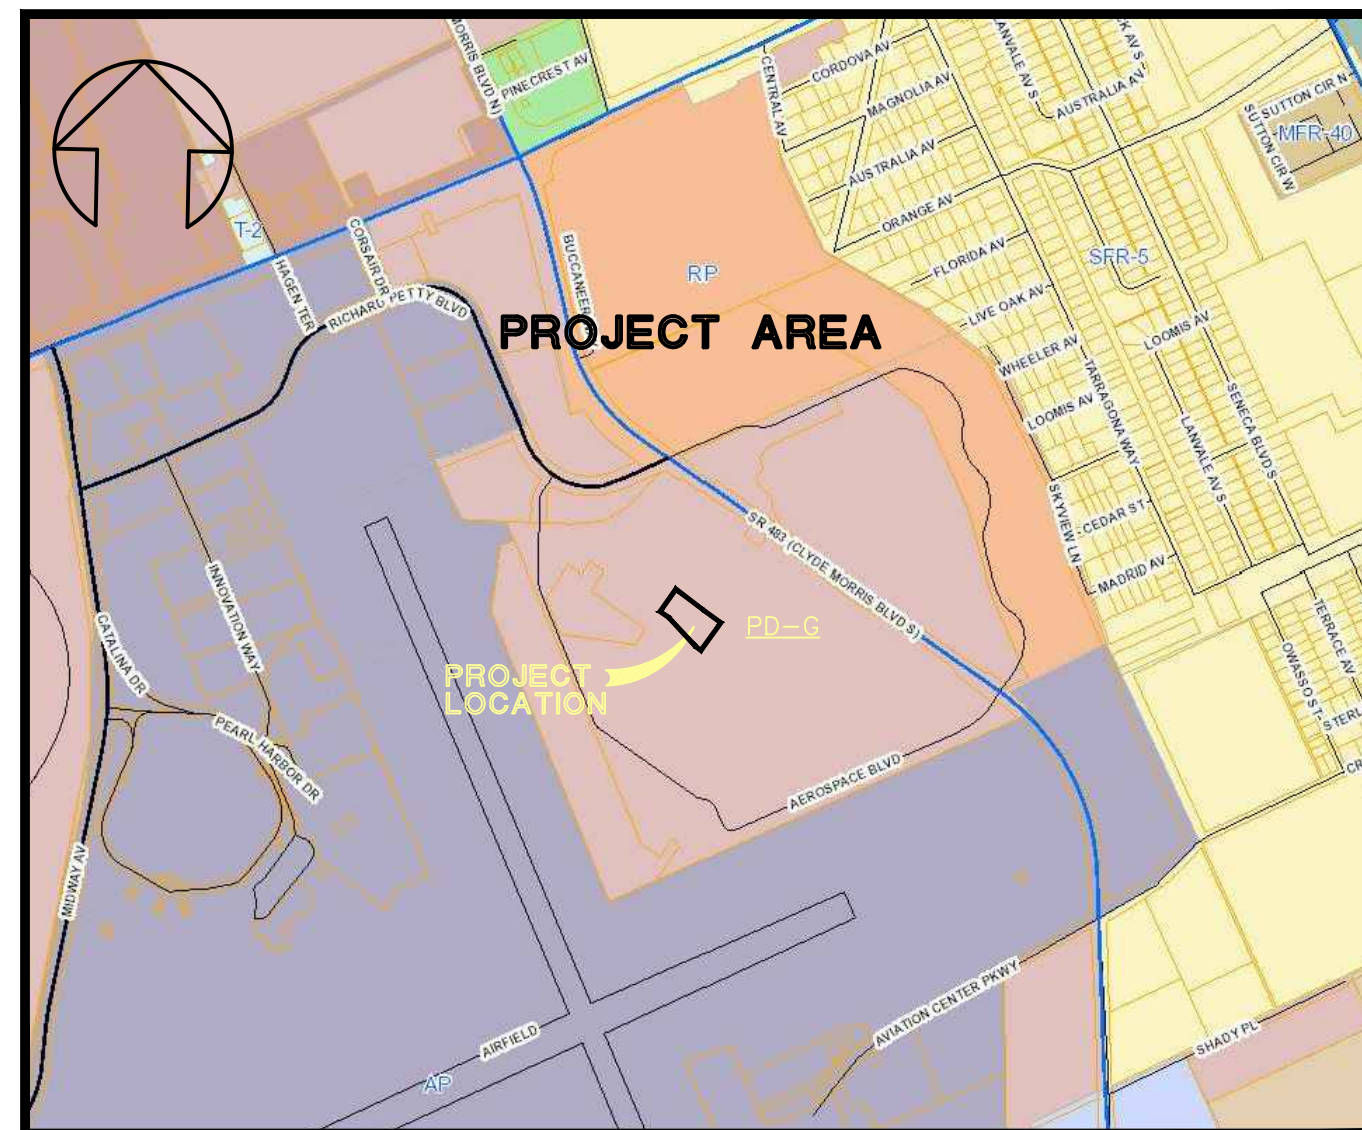 MORRIS BLVD N)
PINECREST AV
CENTRAL AV
CORDOVA AV
MAGNOLIA AV
AUSTRALIA AV
ORANGE AV
FLORIDA AV
LIVE OAK AV
WHEELER AV
LOOMIS AV
LANVALE AV S
AV S
AUSTRALIA AV
SUTTON CIR N
SUTTON CIR W
MFR-40
SFR-5
T-2
HAGEN TER
CORSAIR DR
RICHARD PETTY BLVD
BUCCANEER
RP
PROJECT AREA
LOOMIS AV
TARRAGONA WAY
SENECA BLVD S
LANVALE AV S
SKYVIEW LN
CEDAR ST
MADRID AV
SR 483 (CLYDE MORRIS BLVD S)
INNOVATION WAY
CATALINA DR
PEARL HARBOR DR
PD-G
PROJECT
LOCATION
TERRACE AV
OWASSO ST
STERL
CR
AEROSPACE BLVD
MIDWAY AV
AIRFIELD
AP
AVIATION CENTER PKWY
SHADY PL